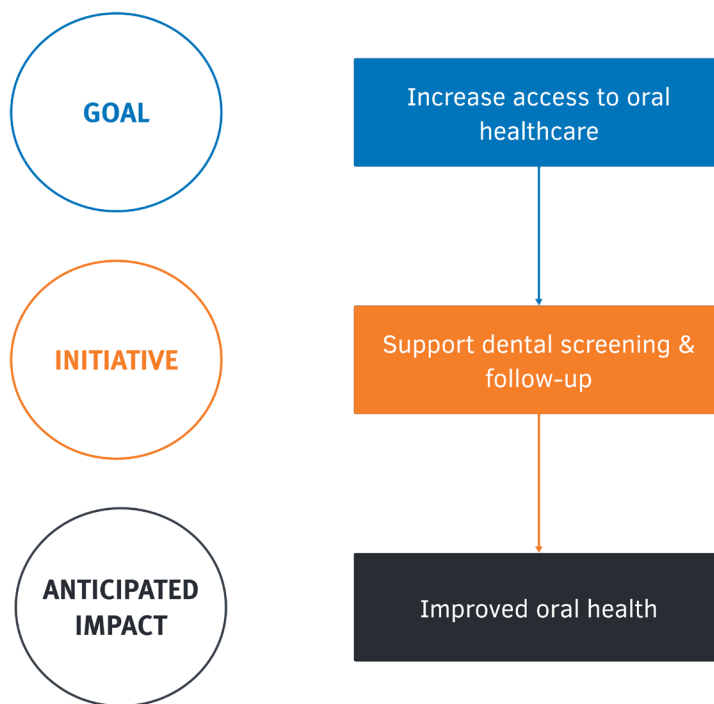 GOAL
Increase access to oral
healthcare
INITIATIVE
Support dental screening &
follow-up
ANTICIPATED
IMPACT
Improved oral health